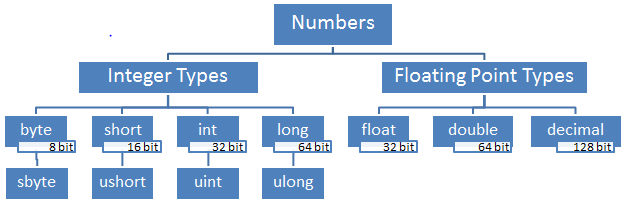 Numbers
Integer Types
Floating Point Types
byte
short
int
long
float
double
decimal
8 bit
16 bit
32 bit
64 bit
32 bit
64 bit
128 bit
sbyte
ushort
uint
ulong